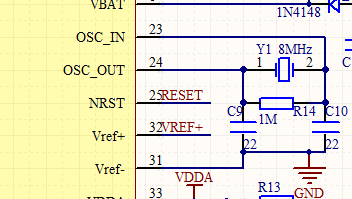 VBAT
1N4148
OSC_IN 23
Y1 8MHz
OSC_OUT 24 1 2
NRST 25 RESET
C9 1M R14 C10
Vref+ 32 VREF+
22 22
Vref- 31
VDDA R13 GND
VDDA 33